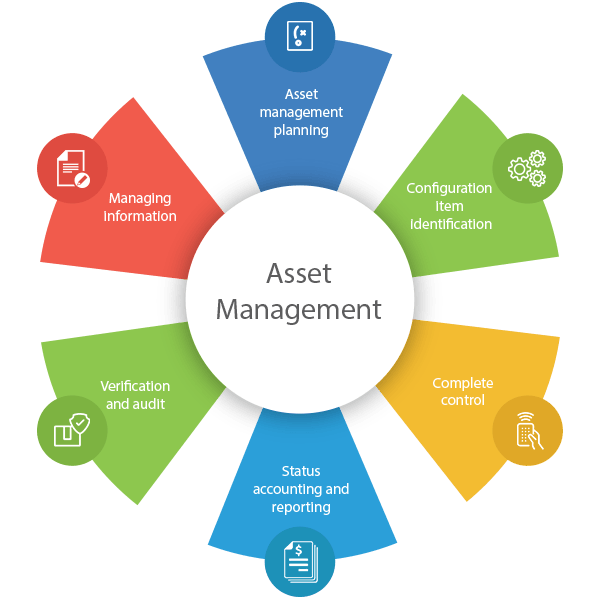 Asset
management
planning
Configuration
Item
Identification
Complete
control
Status
accounting and
reporting
Verification
and audit
Managing
Information
Asset
Management